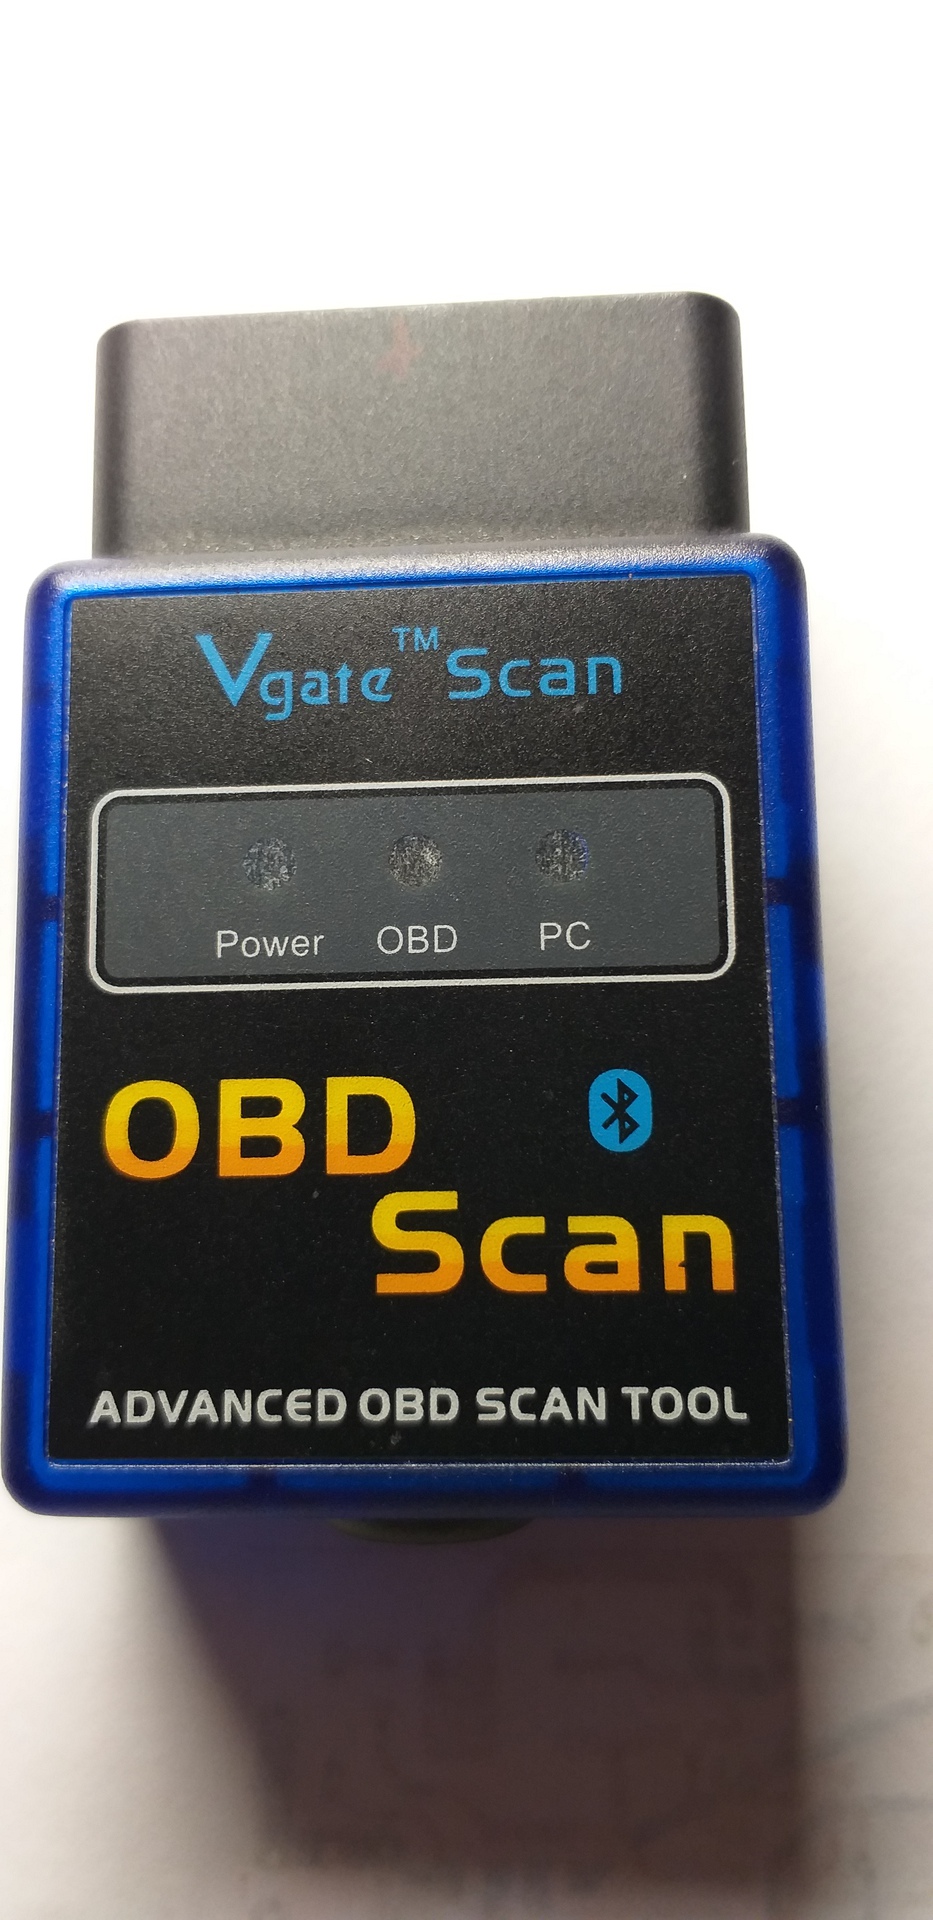 Vgate™ Scan
Power OBD PC
OBD
Scan
ADVANCED OBD SCAN TOOL